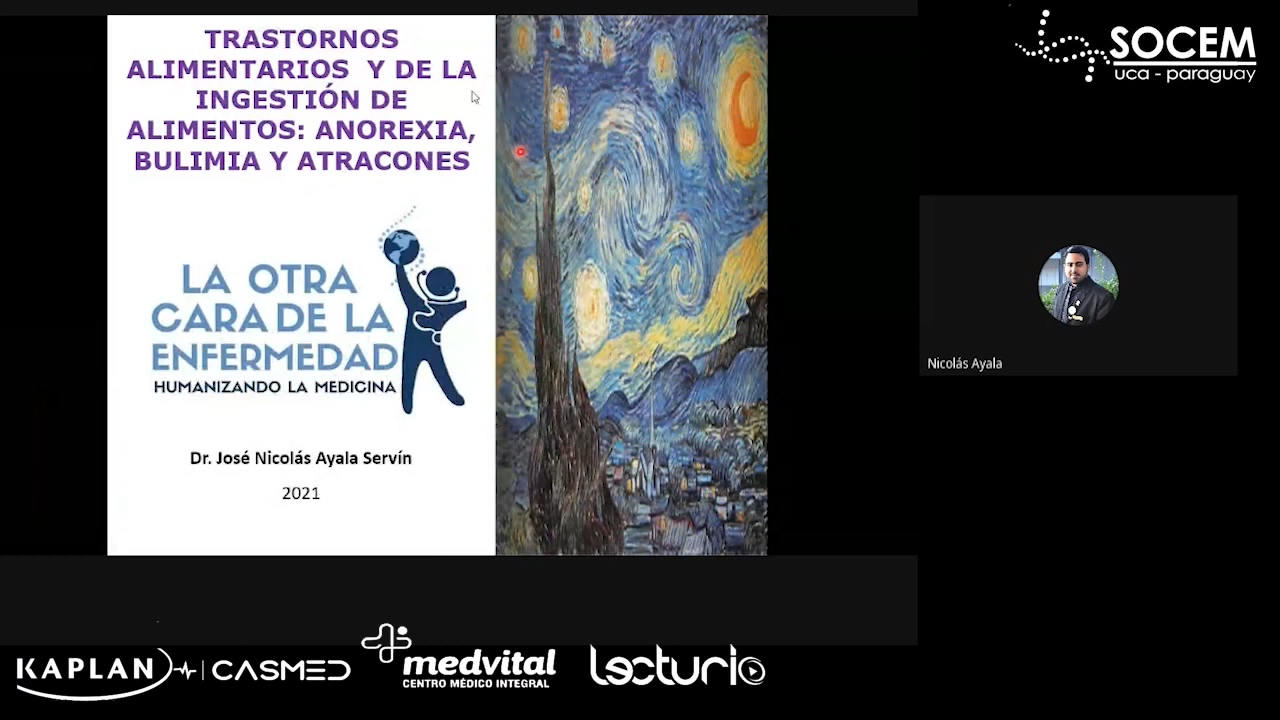 TRASTORNOS
ALIMENTARIOS Y DE LA
INGESTIÓN DE
ALIMENTOS: ANOREXIA,
BULIMIA Y ATRACONES
LA OTRA
CARA DE LA
ENFERMEDAD
HUMANIZANDO LA MEDICINA
Dr. José Nicolás Ayala Servín
2021
SOCEM
uca - paraguay
Nicolás Ayala
KAPLAN
CASMED
medvital
CENTRO MÉDICO INTEGRAL
lecturio